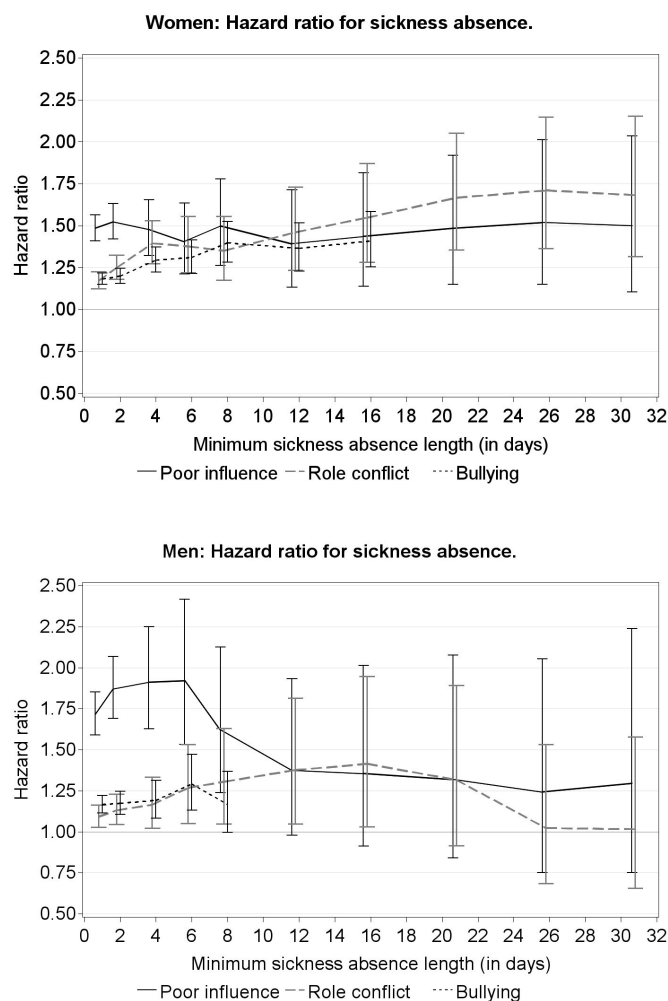 Women: Hazard ratio for sickness absence.
2.50
2.25
2.00
1.75
1.50
1.25
1.00
0.75
0.50
Hazard ratio
0 2 4 6 8 10 12 14 16 18 20 22 24 26 28 30 32
Minimum sickness absence length (in days)
Poor influence Role conflict Bullying
Men: Hazard ratio for sickness absence.
2.50
2.25
2.00
1.75
1.50
1.25
1.00
0.75
0.50
Hazard ratio
0 2 4 6 8 10 12 14 16 18 20 22 24 26 28 30 32
Minimum sickness absence length (in days)
Poor influence Role conflict Bullying